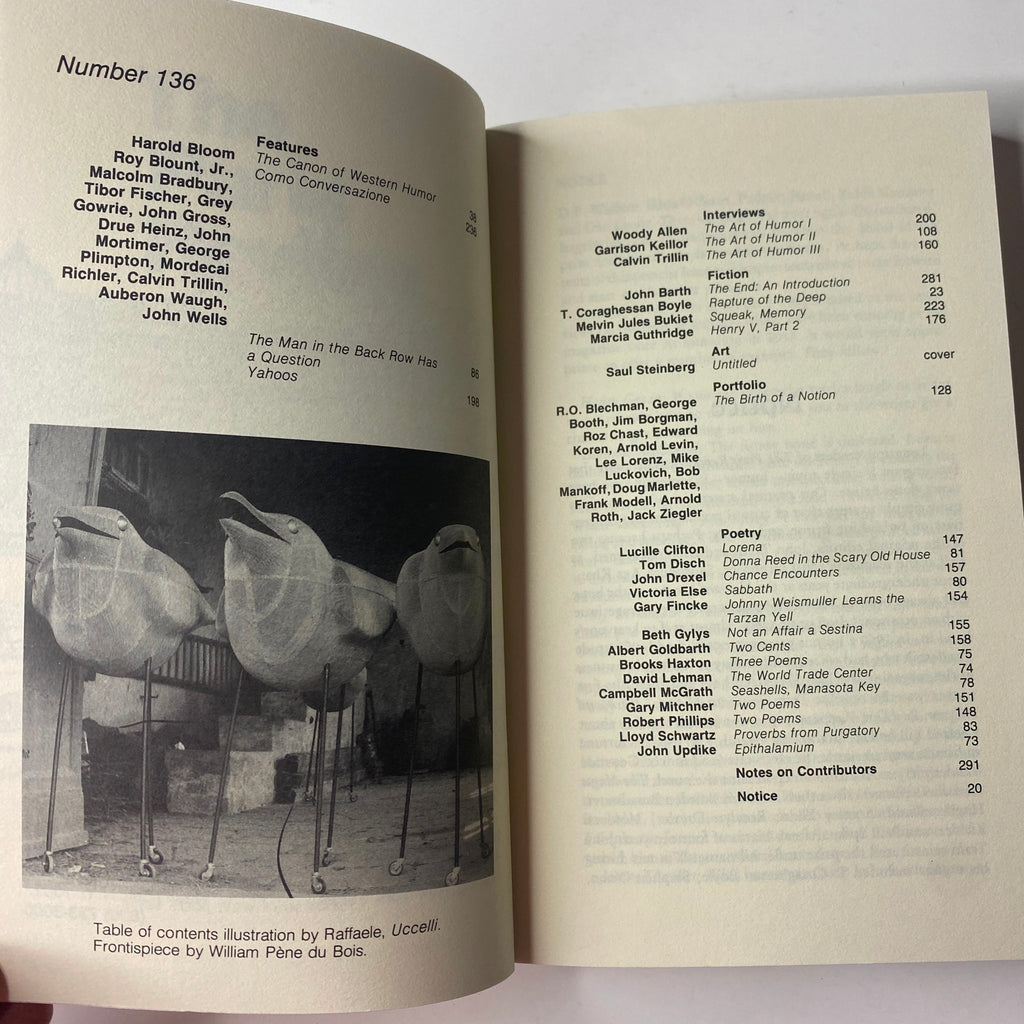 Number 136
Features
Harold Bloom The Canon of Western Humor 38
Roy Blount, Jr., Como Conversazione 236
Malcolm Bradbury,
Tibor Fischer, Grey
Gowrie, John Gross,
Drue Heinz, John
Mortimer, George
Plimpton, Mordecai
Richler, Calvin Trillin,
Auberon Waugh,
John Wells
The Man in the Back Row Has
a Question 86
Yahoos 198
Table of contents illustration by Raffaele, Uccelli.
Frontispiece by William Pène du Bois.
Interviews
Woody Allen The Art of Humor I 200
Garrison Keillor The Art of Humor II 108
Calvin Trillin The Art of Humor III 160
Fiction
John Barth The End: An Introduction 281
T. Coraghessan Boyle Rapture of the Deep 23
Melvin Jules Bukiet Squeak, Memory 223
Marcia Guthridge Henry V, Part 2 176
Art
Saul Steinberg Untitled cover
Portfolio
R.O. Blechman, George The Birth of a Notion 128
Booth, Jim Borgman,
Roz Chast, Edward
Koren, Arnold Levin,
Lee Lorenz, Mike
Luckovich, Bob
Mankoff, Doug Marlette,
Frank Modell, Arnold
Roth, Jack Ziegler
Poetry
Lucille Clifton Lorena 147
Tom Disch Donna Reed in the Scary Old House 81
John Drexel Chance Encounters 157
Victoria Else Sabbath 80
Gary Fincke Johnny Weismuller Learns the 154
Tarzan Yell
Beth Gylys Not an Affair a Sestina 155
Albert Goldbarth Two Cents 158
Brooks Haxton Three Poems 75
David Lehman The World Trade Center 74
Campbell McGrath Seashells, Manasota Key 78
Gary Mitchner Two Poems 151
Robert Phillips Two Poems 148
Lloyd Schwartz Proverbs from Purgatory 83
John Updike Epithalamium 73
Notes on Contributors 291
Notice 20